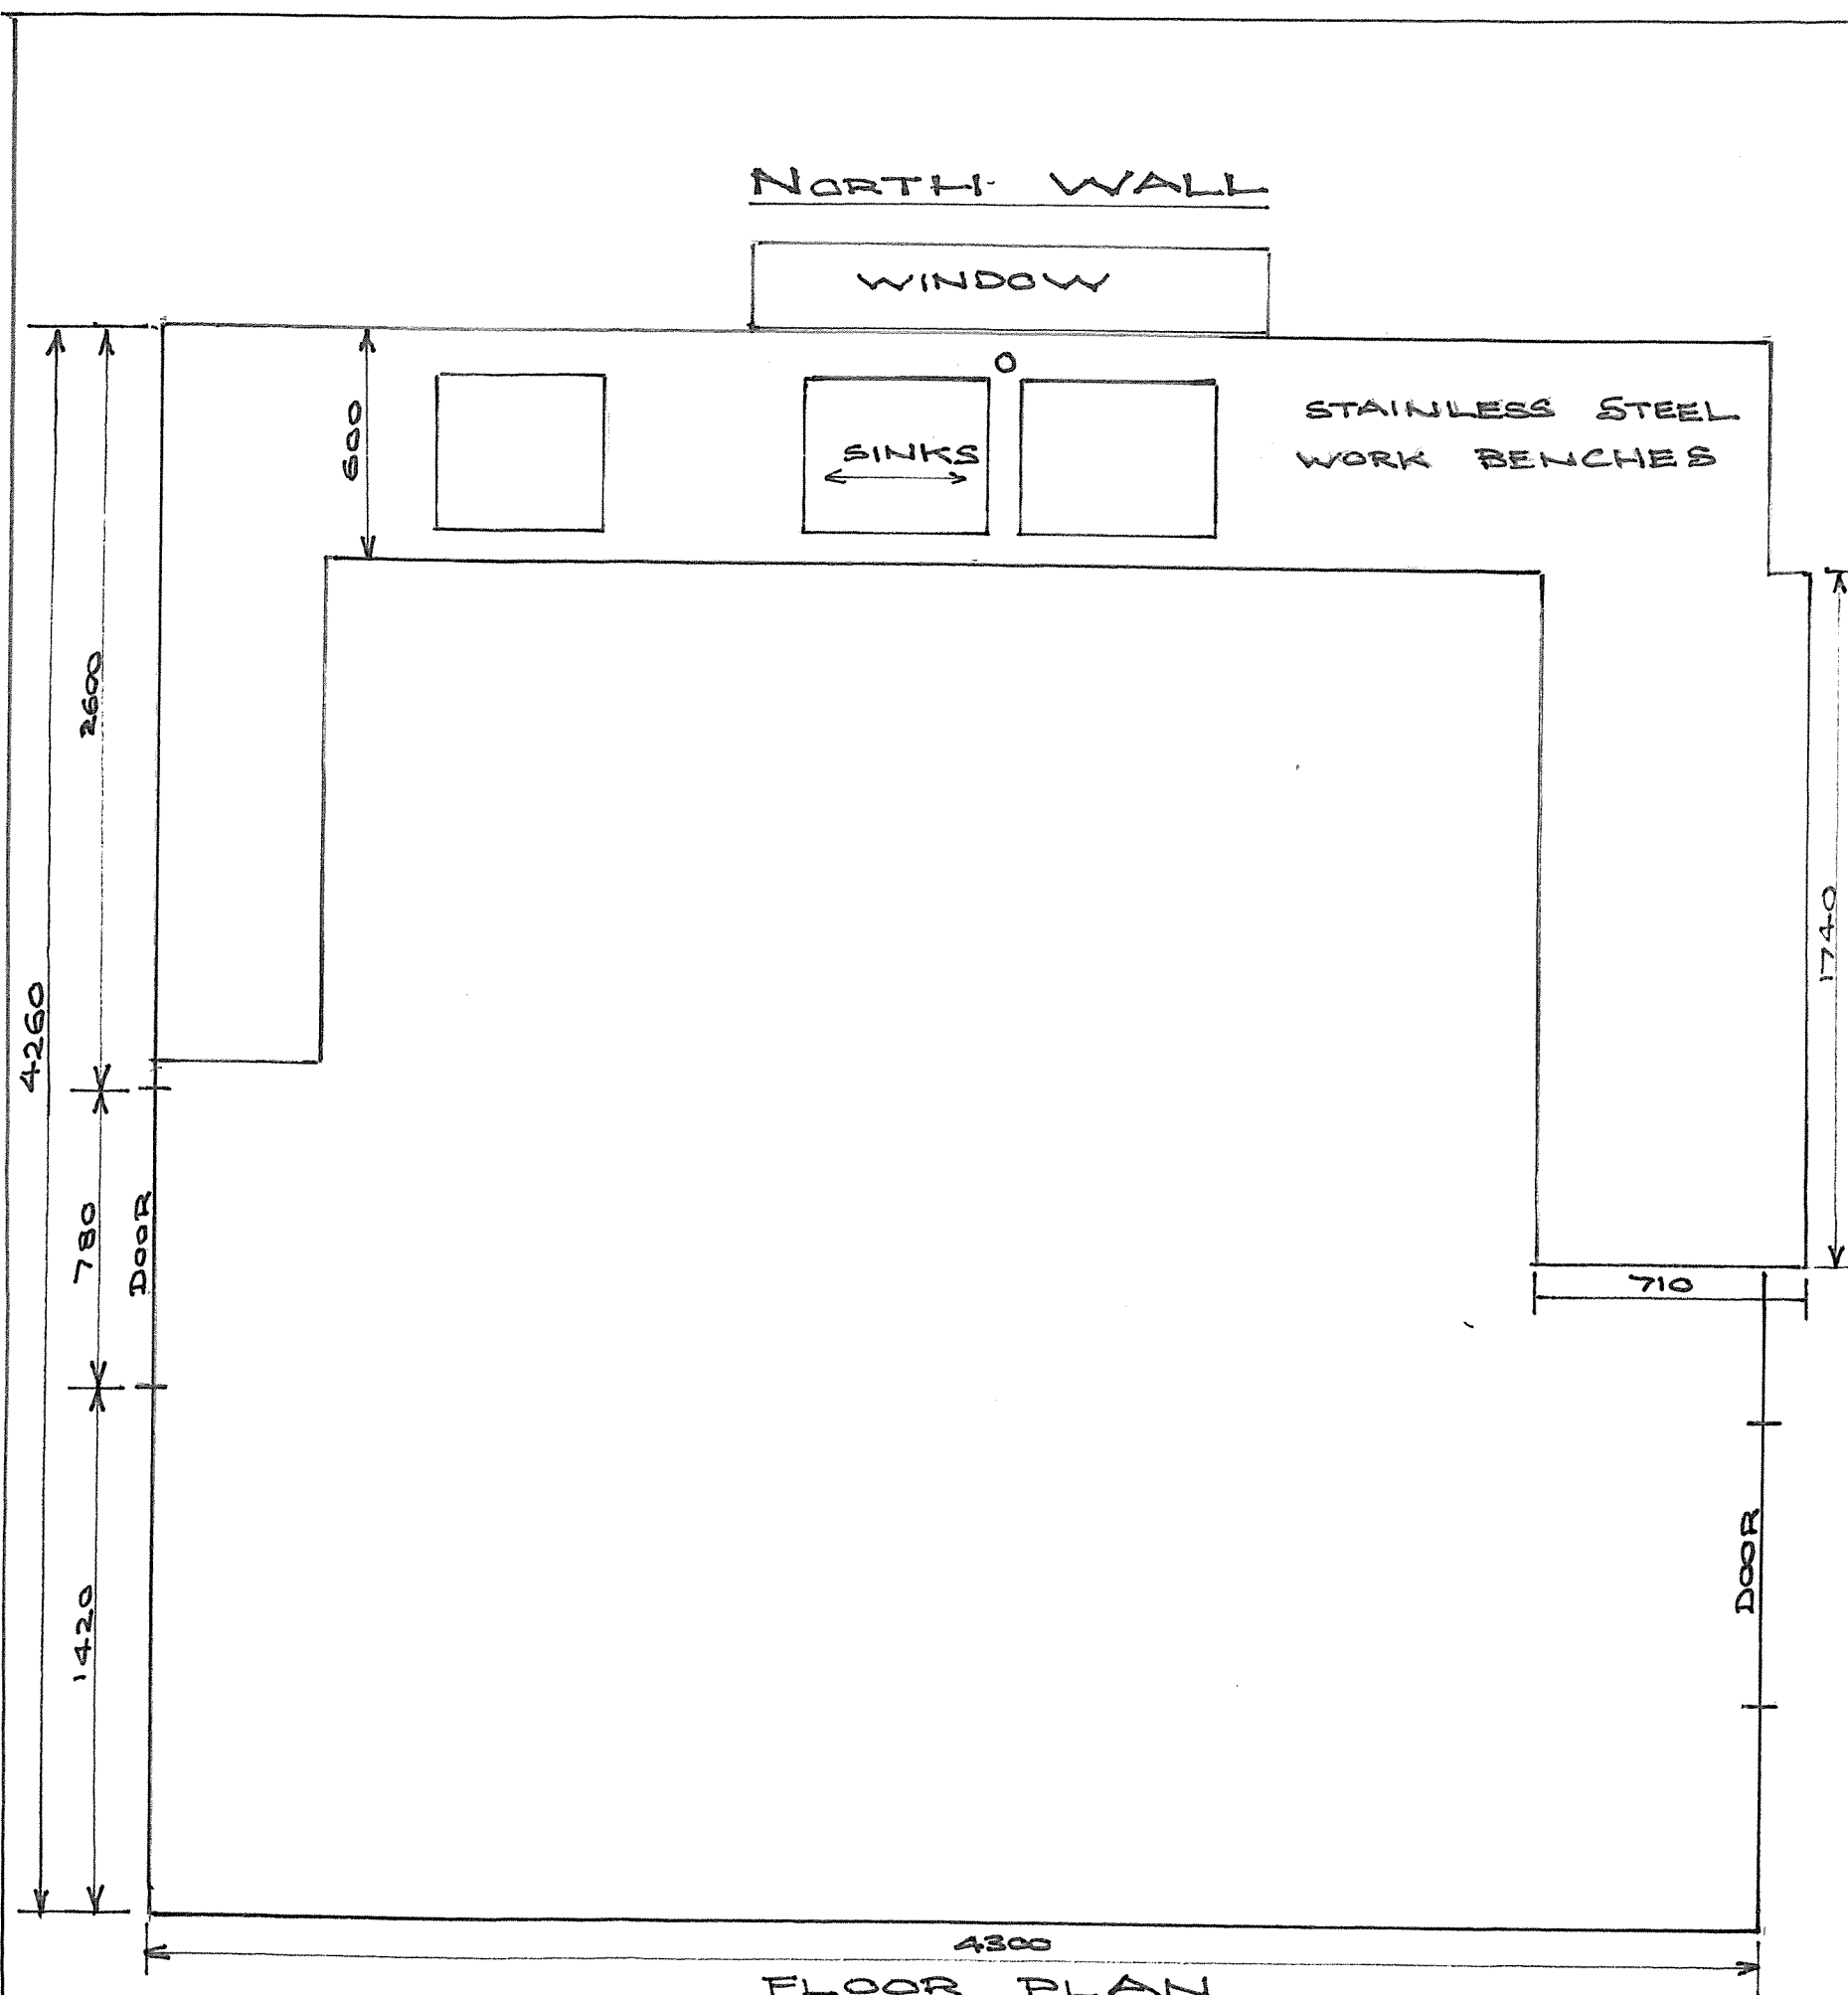 NORTH WALL
WINDOW
O
STAINLESS STEEL
WORK BENCHES
SINKS
600
2600
4260
780
DOOR
1420
1740
710
DOOR
4300
FLOOR PLAN